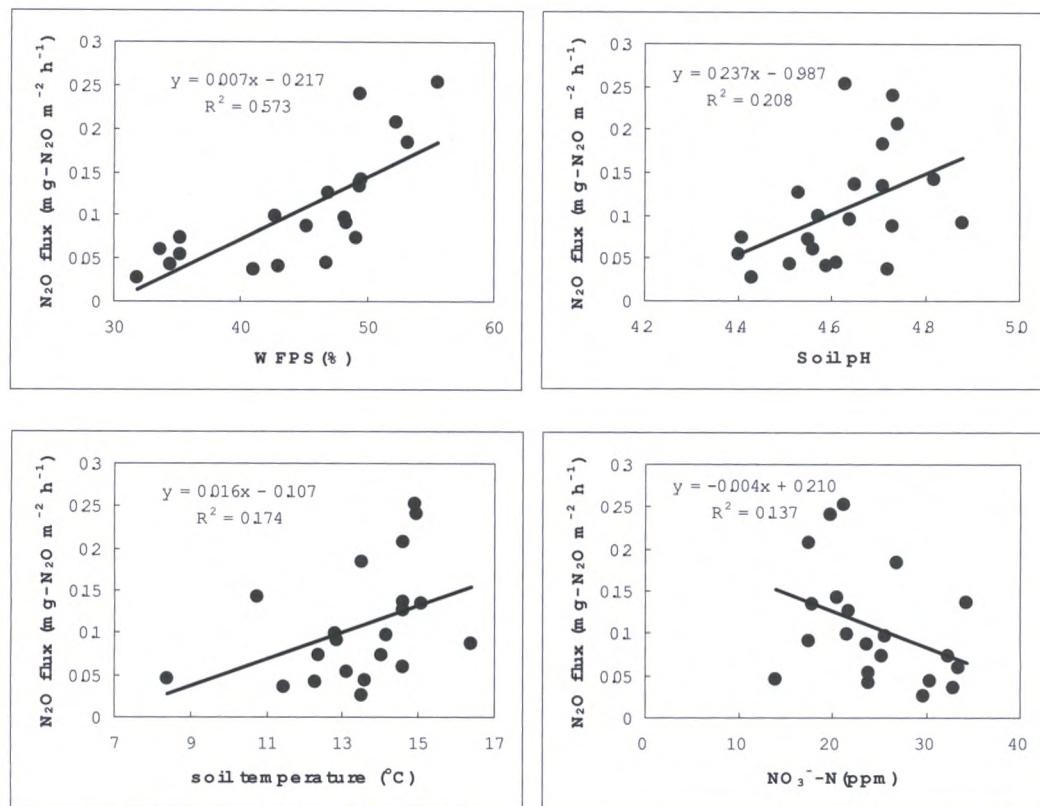 N₂O flux (mg-N₂O m⁻² h⁻¹)
0.3
0.25
0.2
0.15
0.1
0.05
0
y = 0.007x - 0.217
R² = 0.573
30 40 50 60
WFPS (%)
N₂O flux (mg-N₂O m⁻² h⁻¹)
0.3
0.25
0.2
0.15
0.1
0.05
0
y = 0.237x - 0.987
R² = 0.208
4.2 4.4 4.6 4.8 5.0
Soil pH
N₂O flux (mg-N₂O m⁻² h⁻¹)
0.3
0.25
0.2
0.15
0.1
0.05
0
y = 0.016x - 0.107
R² = 0.174
7 9 11 13 15 17
soil temperature (°C)
N₂O flux (mg-N₂O m⁻² h⁻¹)
0.3
0.25
0.2
0.15
0.1
0.05
0
y = -0.004x + 0.210
R² = 0.137
0 10 20 30 40
NO₃⁻-N (ppm)